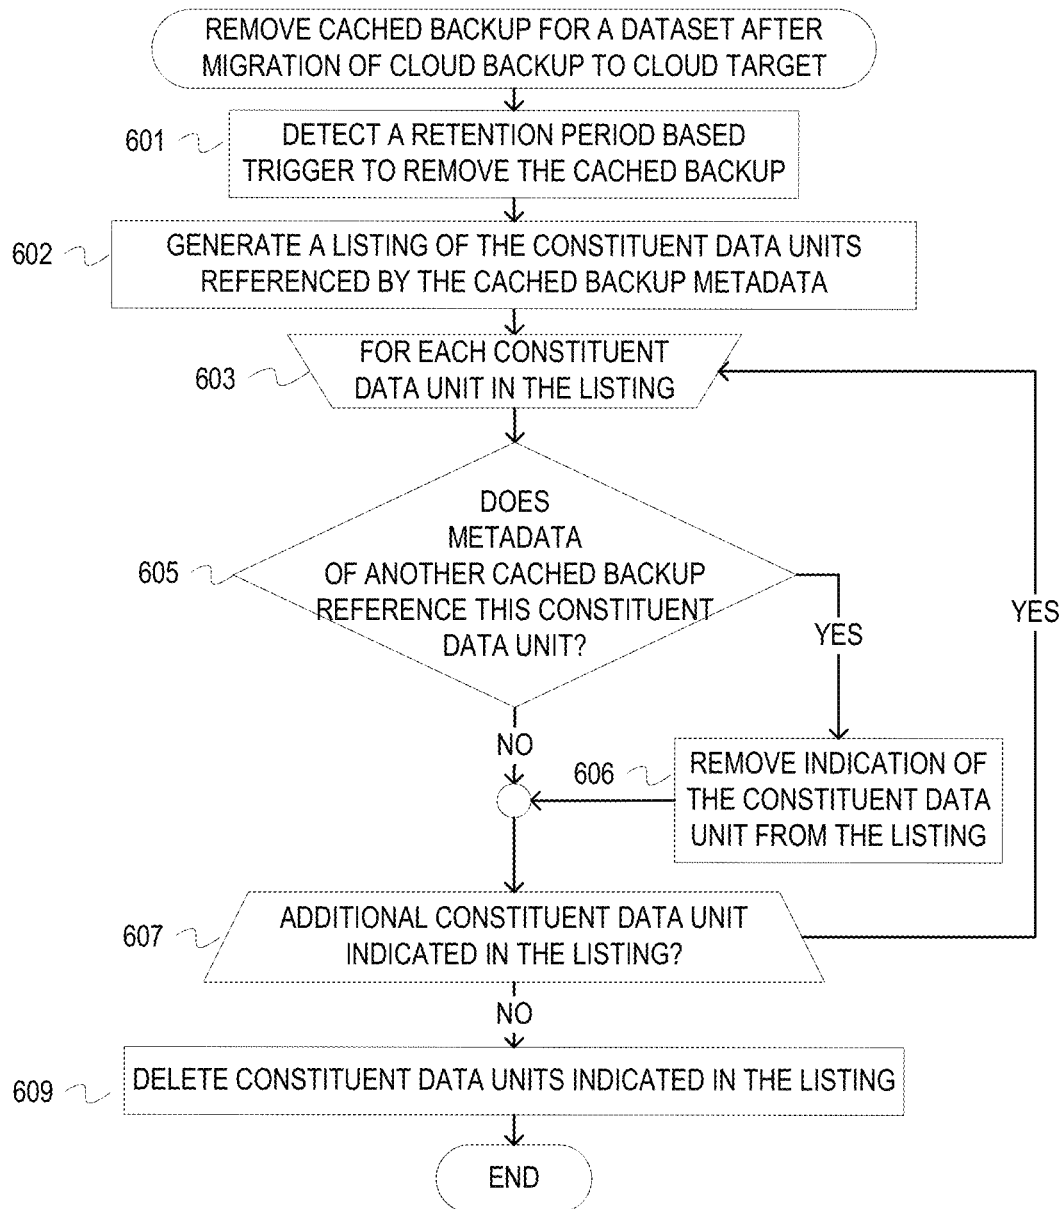 REMOVE CACHED BACKUP FOR A DATASET AFTER
MIGRATION OF CLOUD BACKUP TO CLOUD TARGET
601
DETECT A RETENTION PERIOD BASED
TRIGGER TO REMOVE THE CACHED BACKUP
602
GENERATE A LISTING OF THE CONSTITUENT DATA UNITS
REFERENCED BY THE CACHED BACKUP METADATA
603
FOR EACH CONSTITUENT
DATA UNIT IN THE LISTING
605
DOES
METADATA
OF ANOTHER CACHED BACKUP
REFERENCE THIS CONSTITUENT
DATA UNIT?
YES
YES
NO
606
REMOVE INDICATION OF
THE CONSTITUENT DATA
UNIT FROM THE LISTING
607
ADDITIONAL CONSTITUENT DATA UNIT
INDICATED IN THE LISTING?
NO
609
DELETE CONSTITUENT DATA UNITS INDICATED IN THE LISTING
END